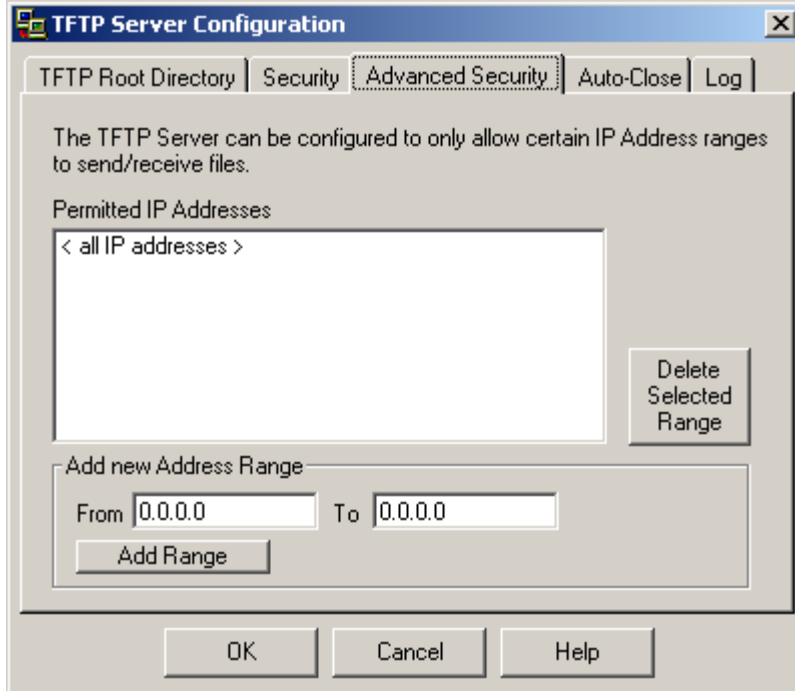 TFTP Server Configuration
TFTP Root Directory Security Advanced Security Auto-Close Log
The TFTP Server can be configured to only allow certain IP Address ranges
to send/receive files.
Permitted IP Addresses
< all IP addresses >
Delete
Selected
Range
Add new Address Range
From 0.0.0.0 To 0.0.0.0
Add Range
OK Cancel Help